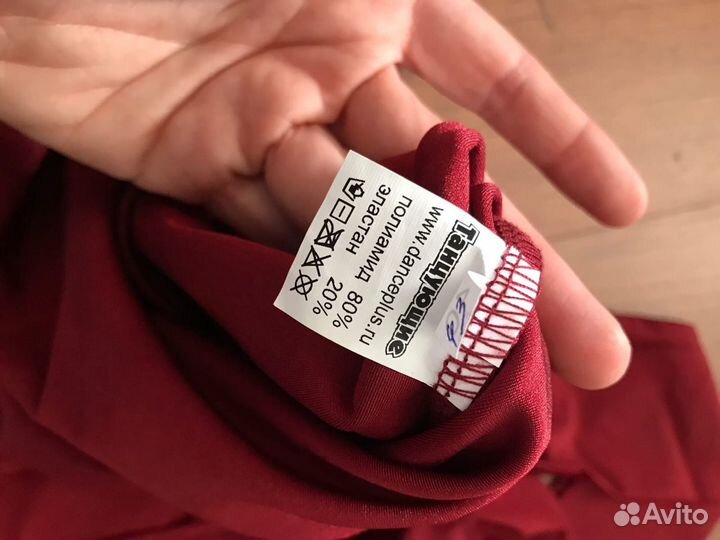 Танцующие
www.danceplus.ru
полиамид 80%
эластан 20%
Avito